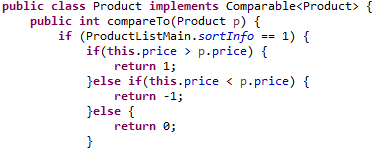 public class Product implements Comparable<Product> {
    public int compareTo(Product p) {
        if (ProductListMain.sortInfo == 1) {
            if(this.price > p.price) {
                return 1;
            }else if(this.price < p.price) {
                return -1;
            }else {
                return 0;
            }